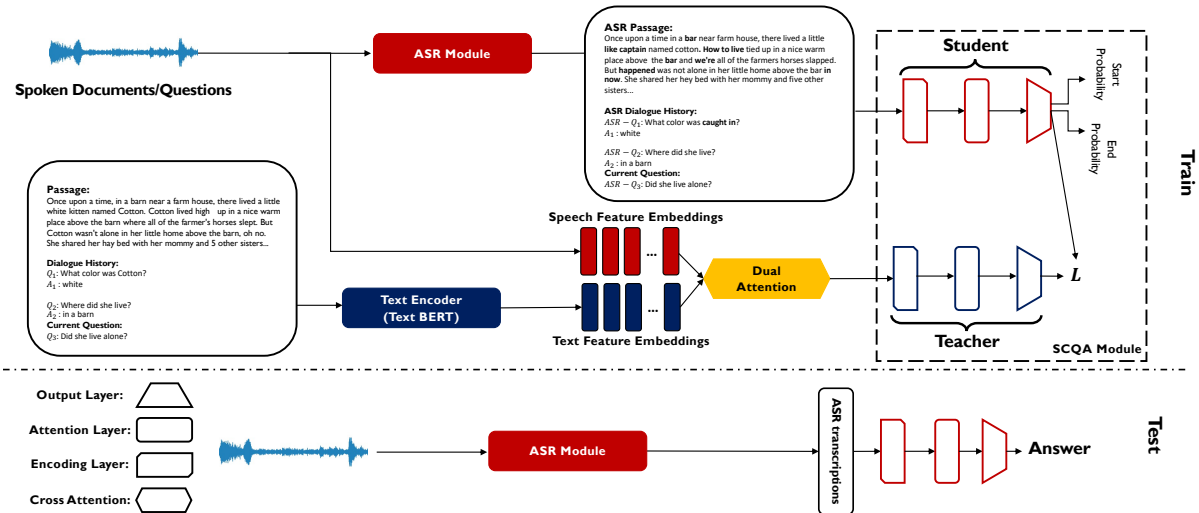 Spoken Documents/Questions
ASR Module
ASR Passage:
Once upon a time in a bar near farm house, there lived a little
like captain named cotton. How to live tied up in a nice warm
place above the bar and we're all of the farmers horses slapped.
But happened was not alone in her little home above the bar in
now. She shared her hey bed with her mommy and five other
sisters...
ASR Dialogue History:
ASR − Q1: What color was caught in?
A1 : white
ASR − Q2: Where did she live?
A2 : in a barn
Current Question:
ASR − Q3: Did she live alone?
Student
Start
Probability
End
Probability
Train
Passage:
Once upon a time, in a barn near a farm house, there lived a little
white kitten named Cotton. Cotton lived high up in a nice warm
place above the barn where all of the farmer's horses slept. But
Cotton wasn't alone in her little home above the barn, oh no.
She shared her hay bed with her mommy and 5 other sisters...
Dialogue History:
Q1: What color was Cotton?
A1 : white
Q2: Where did she live?
A2 : in a barn
Current Question:
Q3: Did she live alone?
Text Encoder
(Text BERT)
Speech Feature Embeddings
...
...
Text Feature Embeddings
Dual
Attention
L
Teacher
SCQA Module
Output Layer:
Attention Layer:
Encoding Layer:
Cross Attention:
ASR Module
ASR transcriptions
Answer
Test